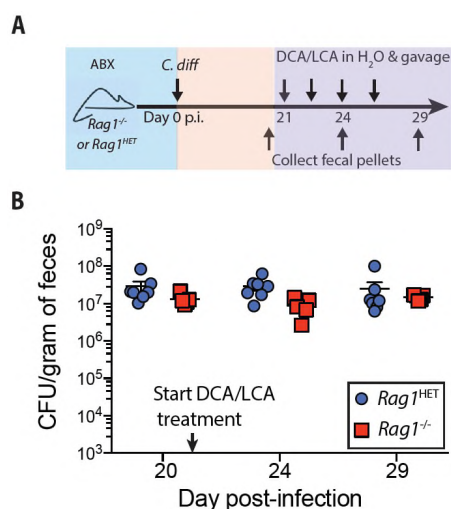 A
ABX
C. diff
DCA/LCA in H₂O & gavage
Rag1⁻/⁻
or Rag1ᴴᴱᵀ
Day 0 p.i.
21
24
29
Collect fecal pellets
B
CFU/gram of feces
10⁹
10⁸
10⁷
10⁶
10⁵
10⁴
10³
Start DCA/LCA
treatment
Rag1ᴴᴱᵀ
Rag1⁻/⁻
20
24
29
Day post-infection